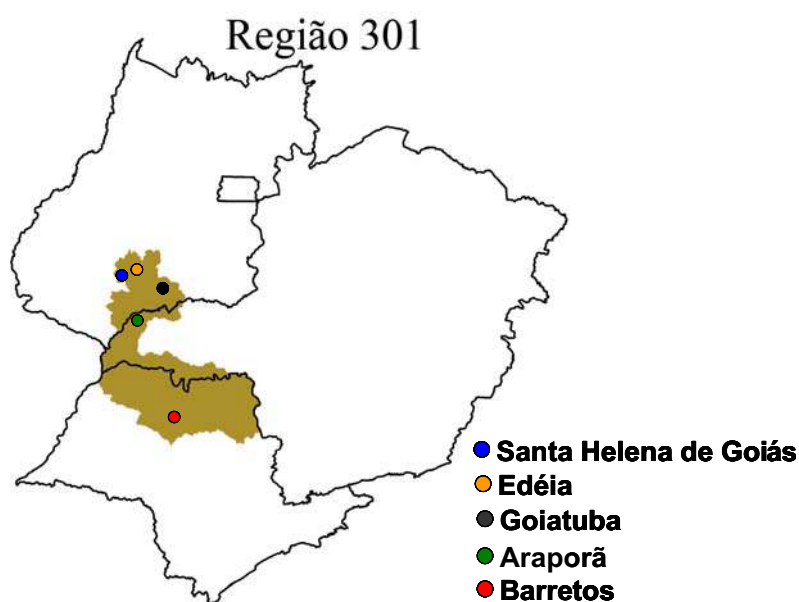 Região 301
Santa Helena de Goiás
Edéia
Goiatuba
Araporã
Barretos